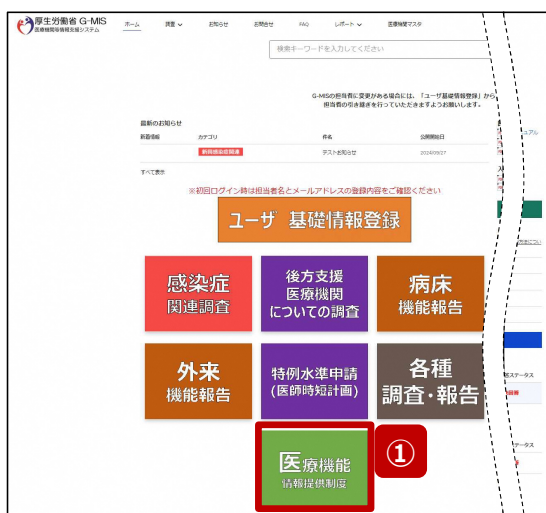 厚生労働省 G-MIS
医療機関等情報支援システム
ホーム 調査 お知らせ お問合せ FAQ レポート 医療機関マスタ
検索キーワードを入力してください
G-MISの担当者に変更がある場合には、「ユーザ基礎情報登録」から
担当者の引き継ぎを行っていただきますようお願いします。
最新のお知らせ
新着情報 カテゴリ 件名 公開開始日
新興感染症関連 テストお知らせ 2024/09/27
ュアル
すべて表示
※初回ログイン時は担当者名とメールアドレスの登録内容をご確認ください
ユーザ 基礎情報登録
感染症
関連調査
後方支援
医療機関
についての調査
病床
機能報告
外来
機能報告
特例水準申請
(医師時短計画)
各種
調査・報告
答ステータス
ータス
医療機能
情報提供制度
①